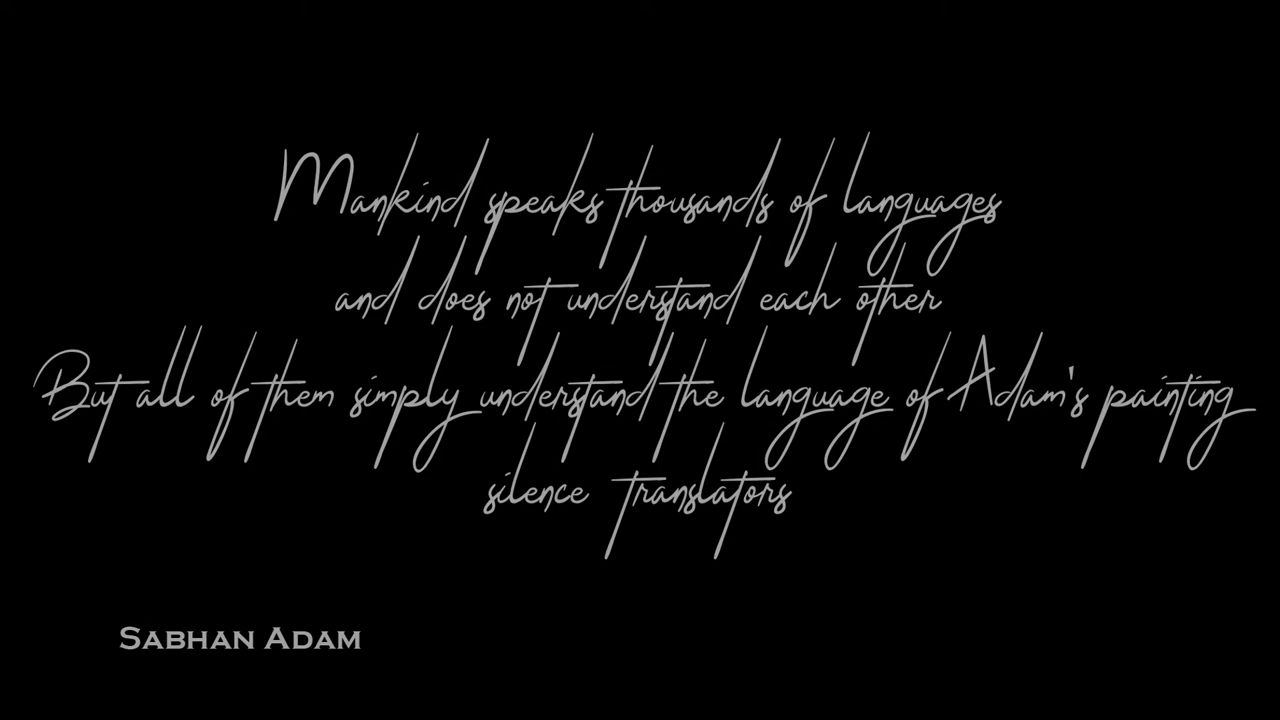 Mankind speaks thousands of languages
and does not understand each other
But all of them simply understand the language of Adam's painting
silence translators
SABHAN ADAM